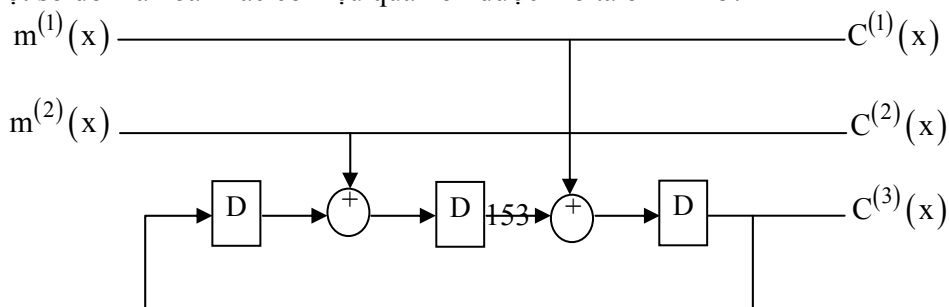 m^(1)(x) C^(1)(x)
m^(2)(x) C^(2)(x)
D + D 153 + D C^(3)(x)